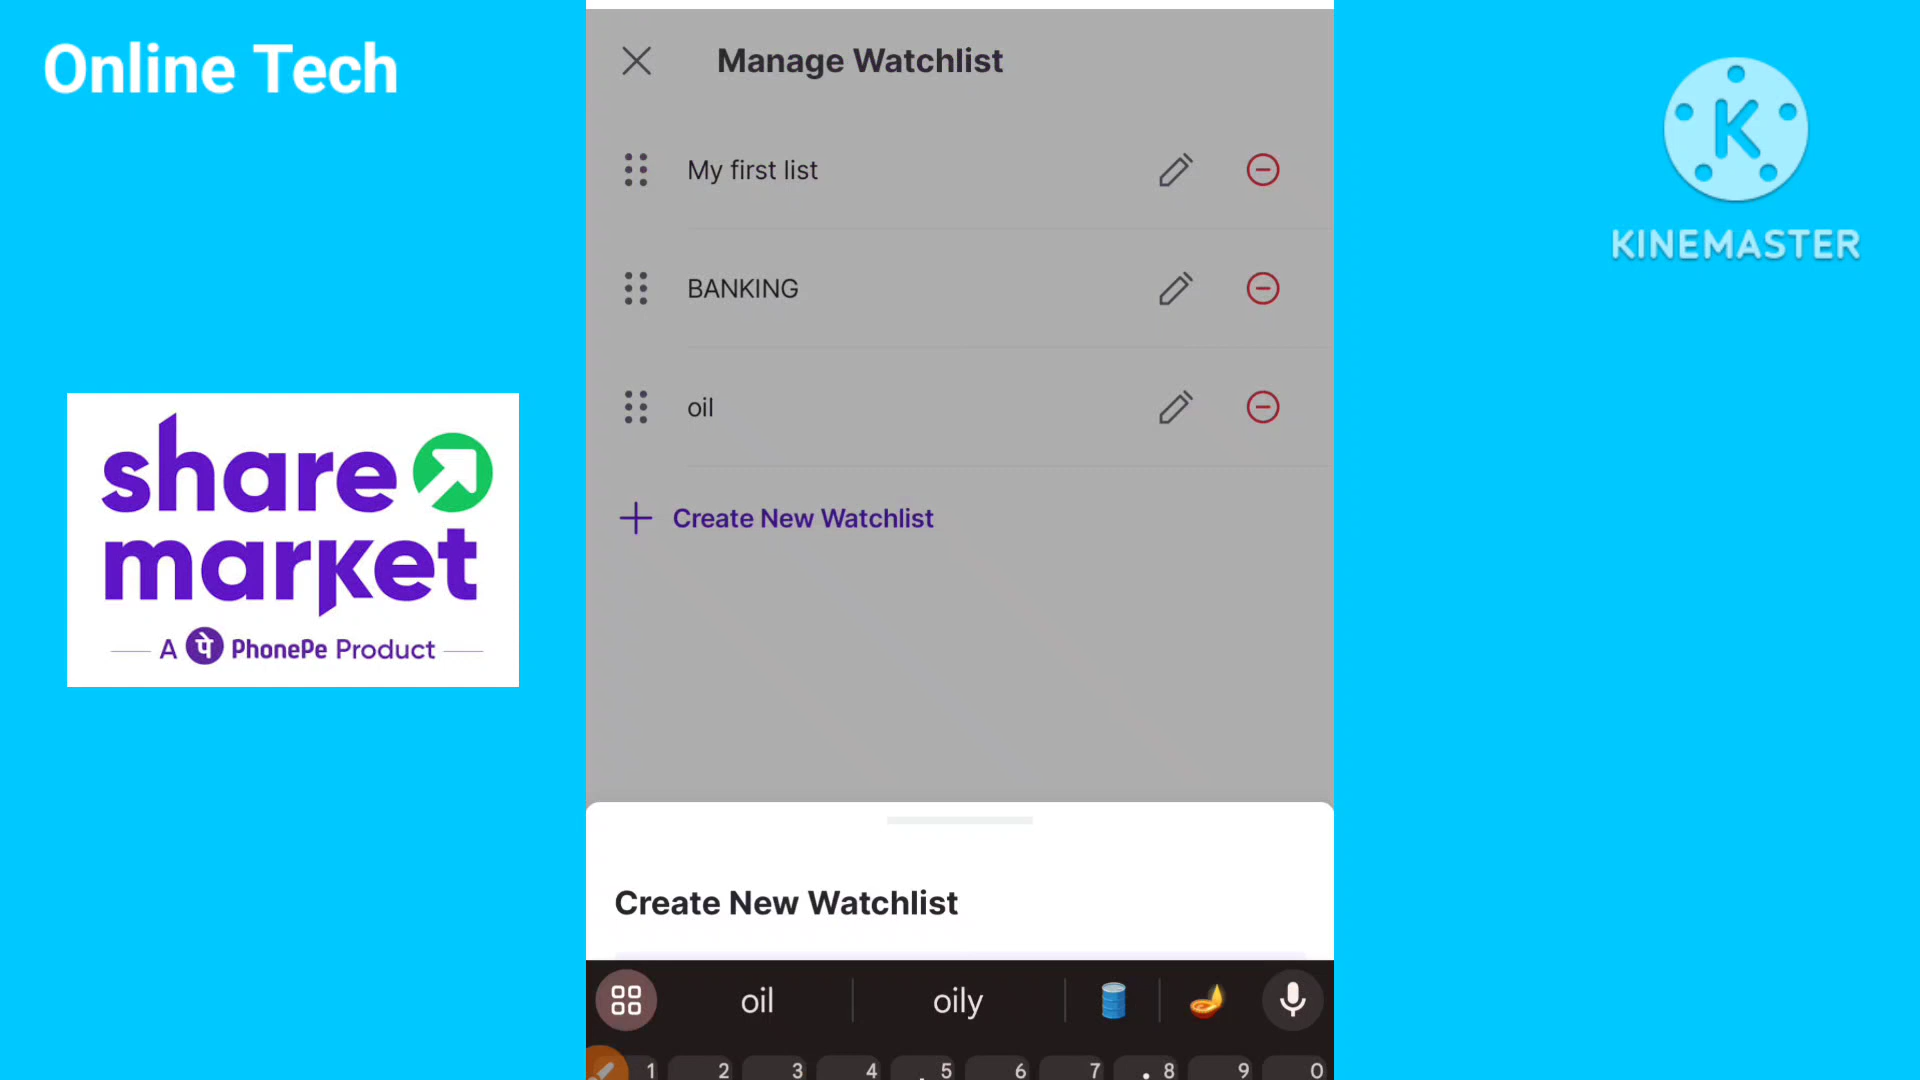 Online Tech
Manage Watchlist
My first list
BANKING
oil
Create New Watchlist
share
market
A पे PhonePe Product
K
KINEMASTER
Create New Watchlist
oil oily
1 2 3 4 5 6 7 8 9 0